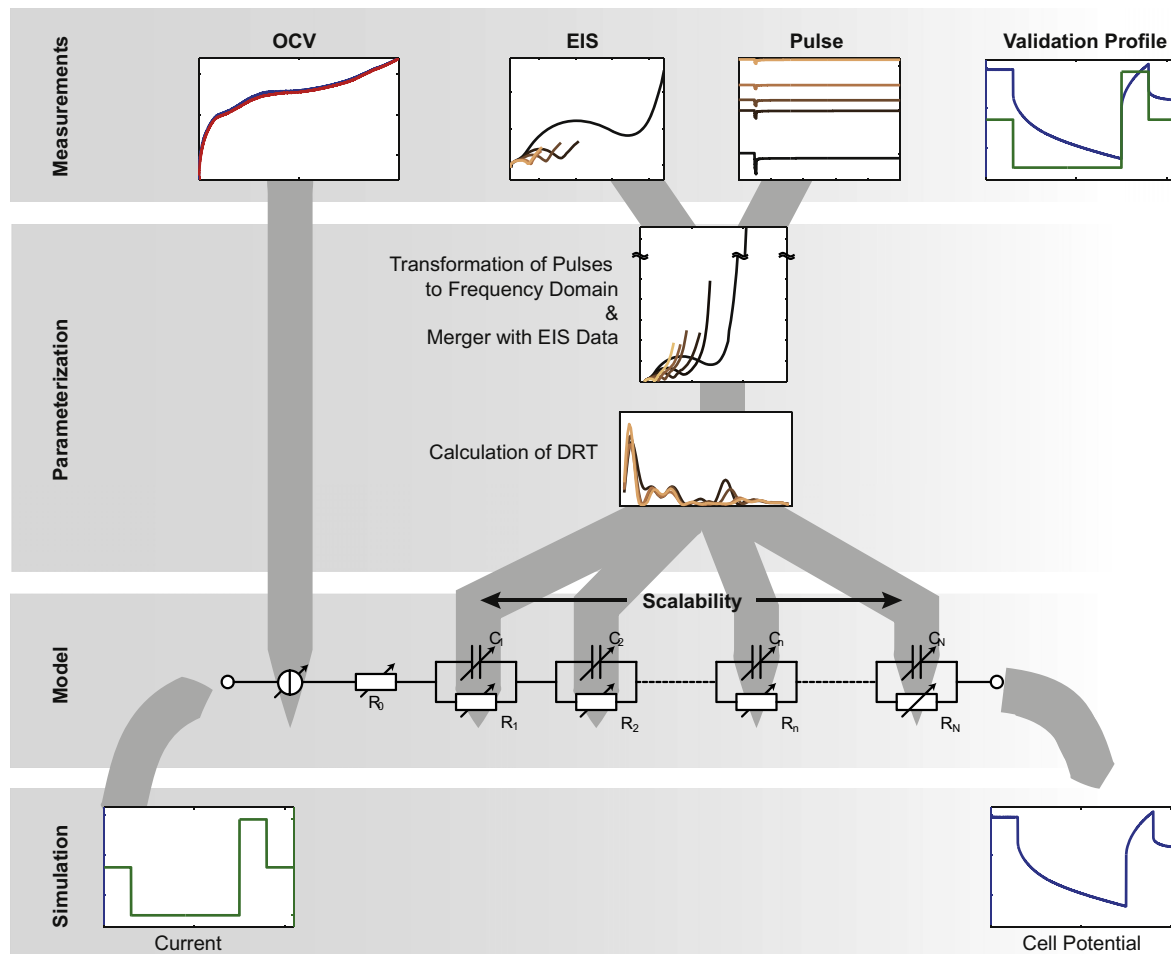 Measurements
OCV
EIS
Pulse
Validation Profile
Parameterization
Transformation of Pulses
to Frequency Domain
&
Merger with EIS Data
Calculation of DRT
Model
Scalability
C1
C2
Cn
CN
R0
R1
R2
Rn
RN
Simulation
Current
Cell Potential